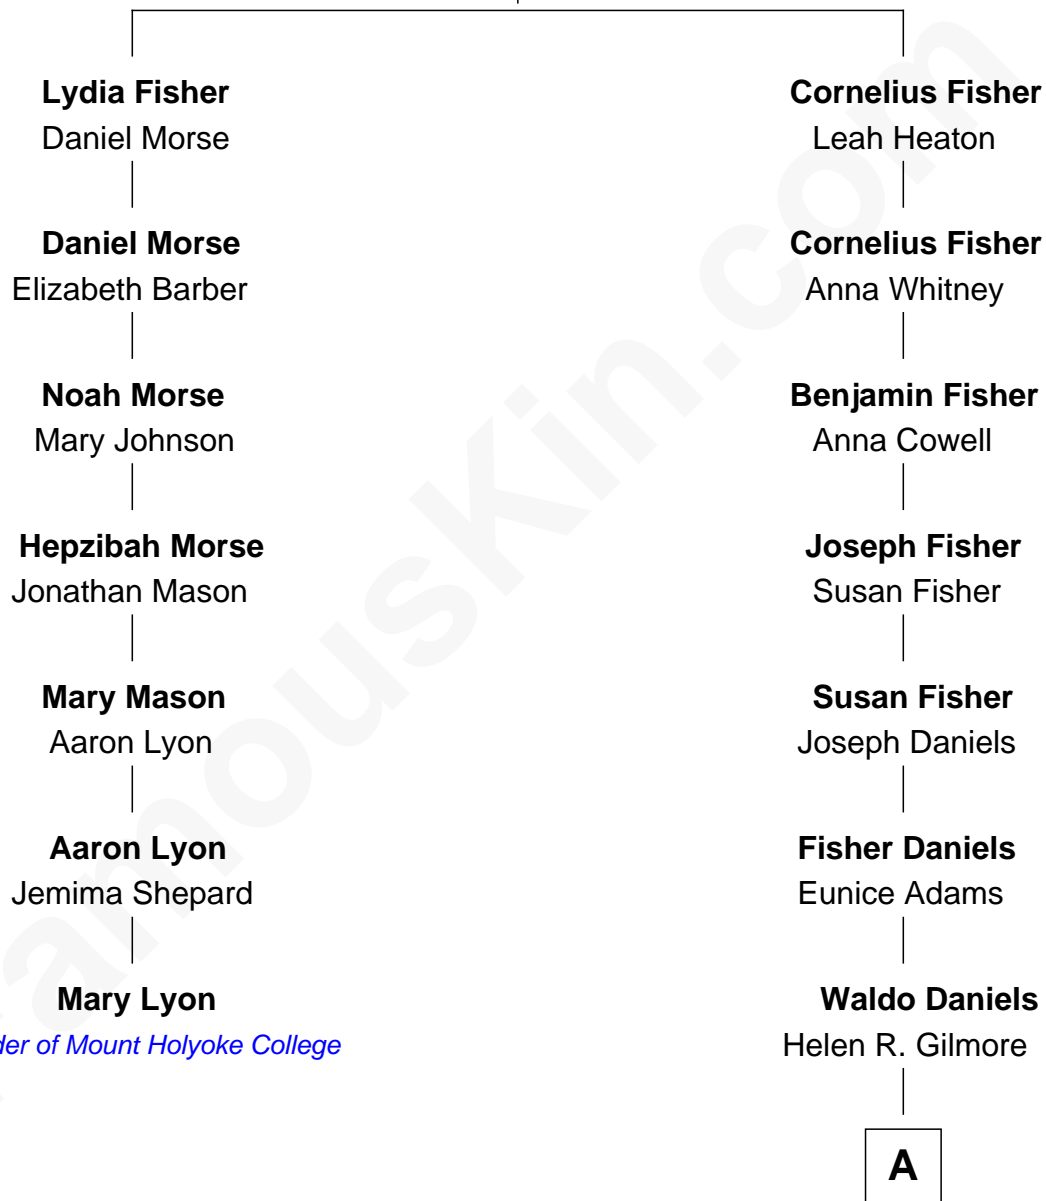 Lydia Fisher
Daniel Morse
Daniel Morse
Elizabeth Barber
Noah Morse
Mary Johnson
Hepzibah Morse
Jonathan Mason
Mary Mason
Aaron Lyon
Aaron Lyon
Jemima Shepard
Mary Lyon
der of Mount Holyoke College
Cornelius Fisher
Leah Heaton
Cornelius Fisher
Anna Whitney
Benjamin Fisher
Anna Cowell
Joseph Fisher
Susan Fisher
Susan Fisher
Joseph Daniels
Fisher Daniels
Eunice Adams
Waldo Daniels
Helen R. Gilmore
A
famouskin.com